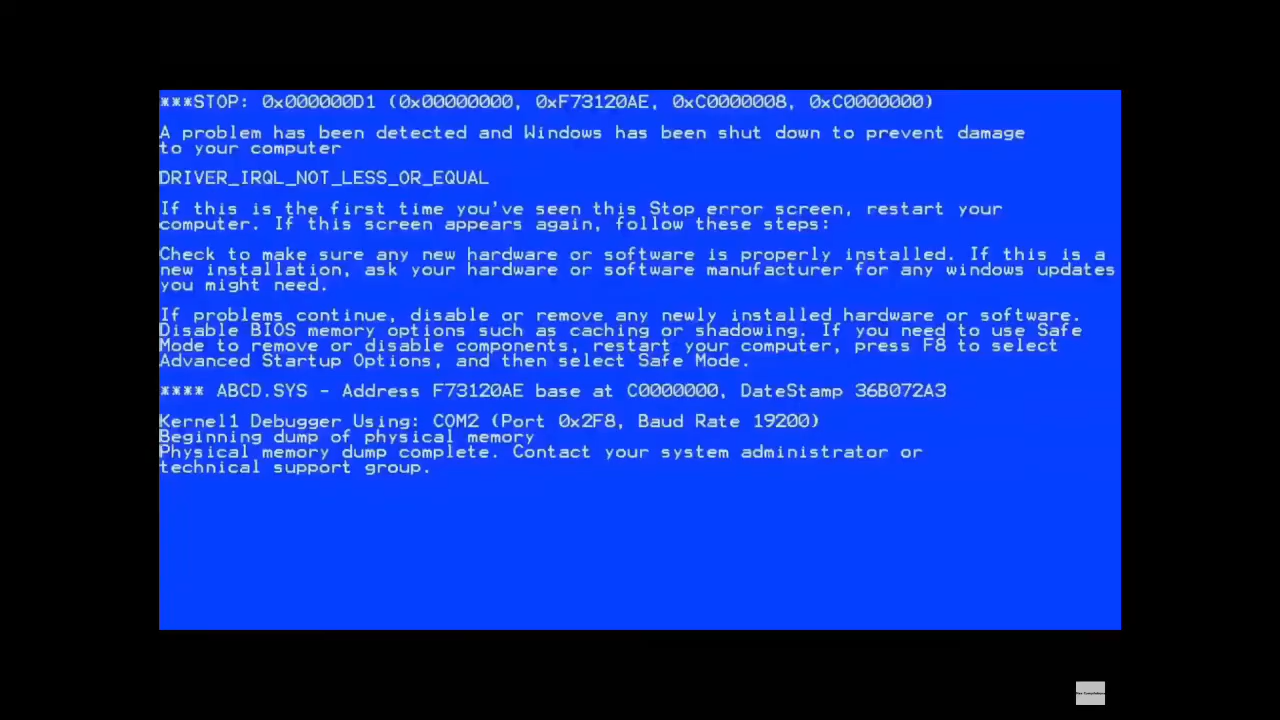 ***STOP: 0x000000D1 (0x00000000, 0xF73120AE, 0xC0000008, 0xC0000000)
A problem has been detected and Windows has been shut down to prevent damage
to your computer
DRIVER_IRQL_NOT_LESS_OR_EQUAL
If this is the first time you've seen this Stop error screen, restart your
computer. If this screen appears again, follow these steps:
Check to make sure any new hardware or software is properly installed. If this is a
new installation, ask your hardware or software manufacturer for any windows updates
you might need.
If problems continue, disable or remove any newly installed hardware or software.
Disable BIOS memory options such as caching or shadowing. If you need to use Safe
Mode to remove or disable components, restart your computer, press F8 to select
Advanced Startup Options, and then select Safe Mode.
**** ABCD.SYS - Address F73120AE base at C0000000, DateStamp 36B072A3
Kernel1 Debugger Using: COM2 (Port 0x2F8, Baud Rate 19200)
Beginning dump of physical memory
Physical memory dump complete. Contact your system administrator or
technical support group.